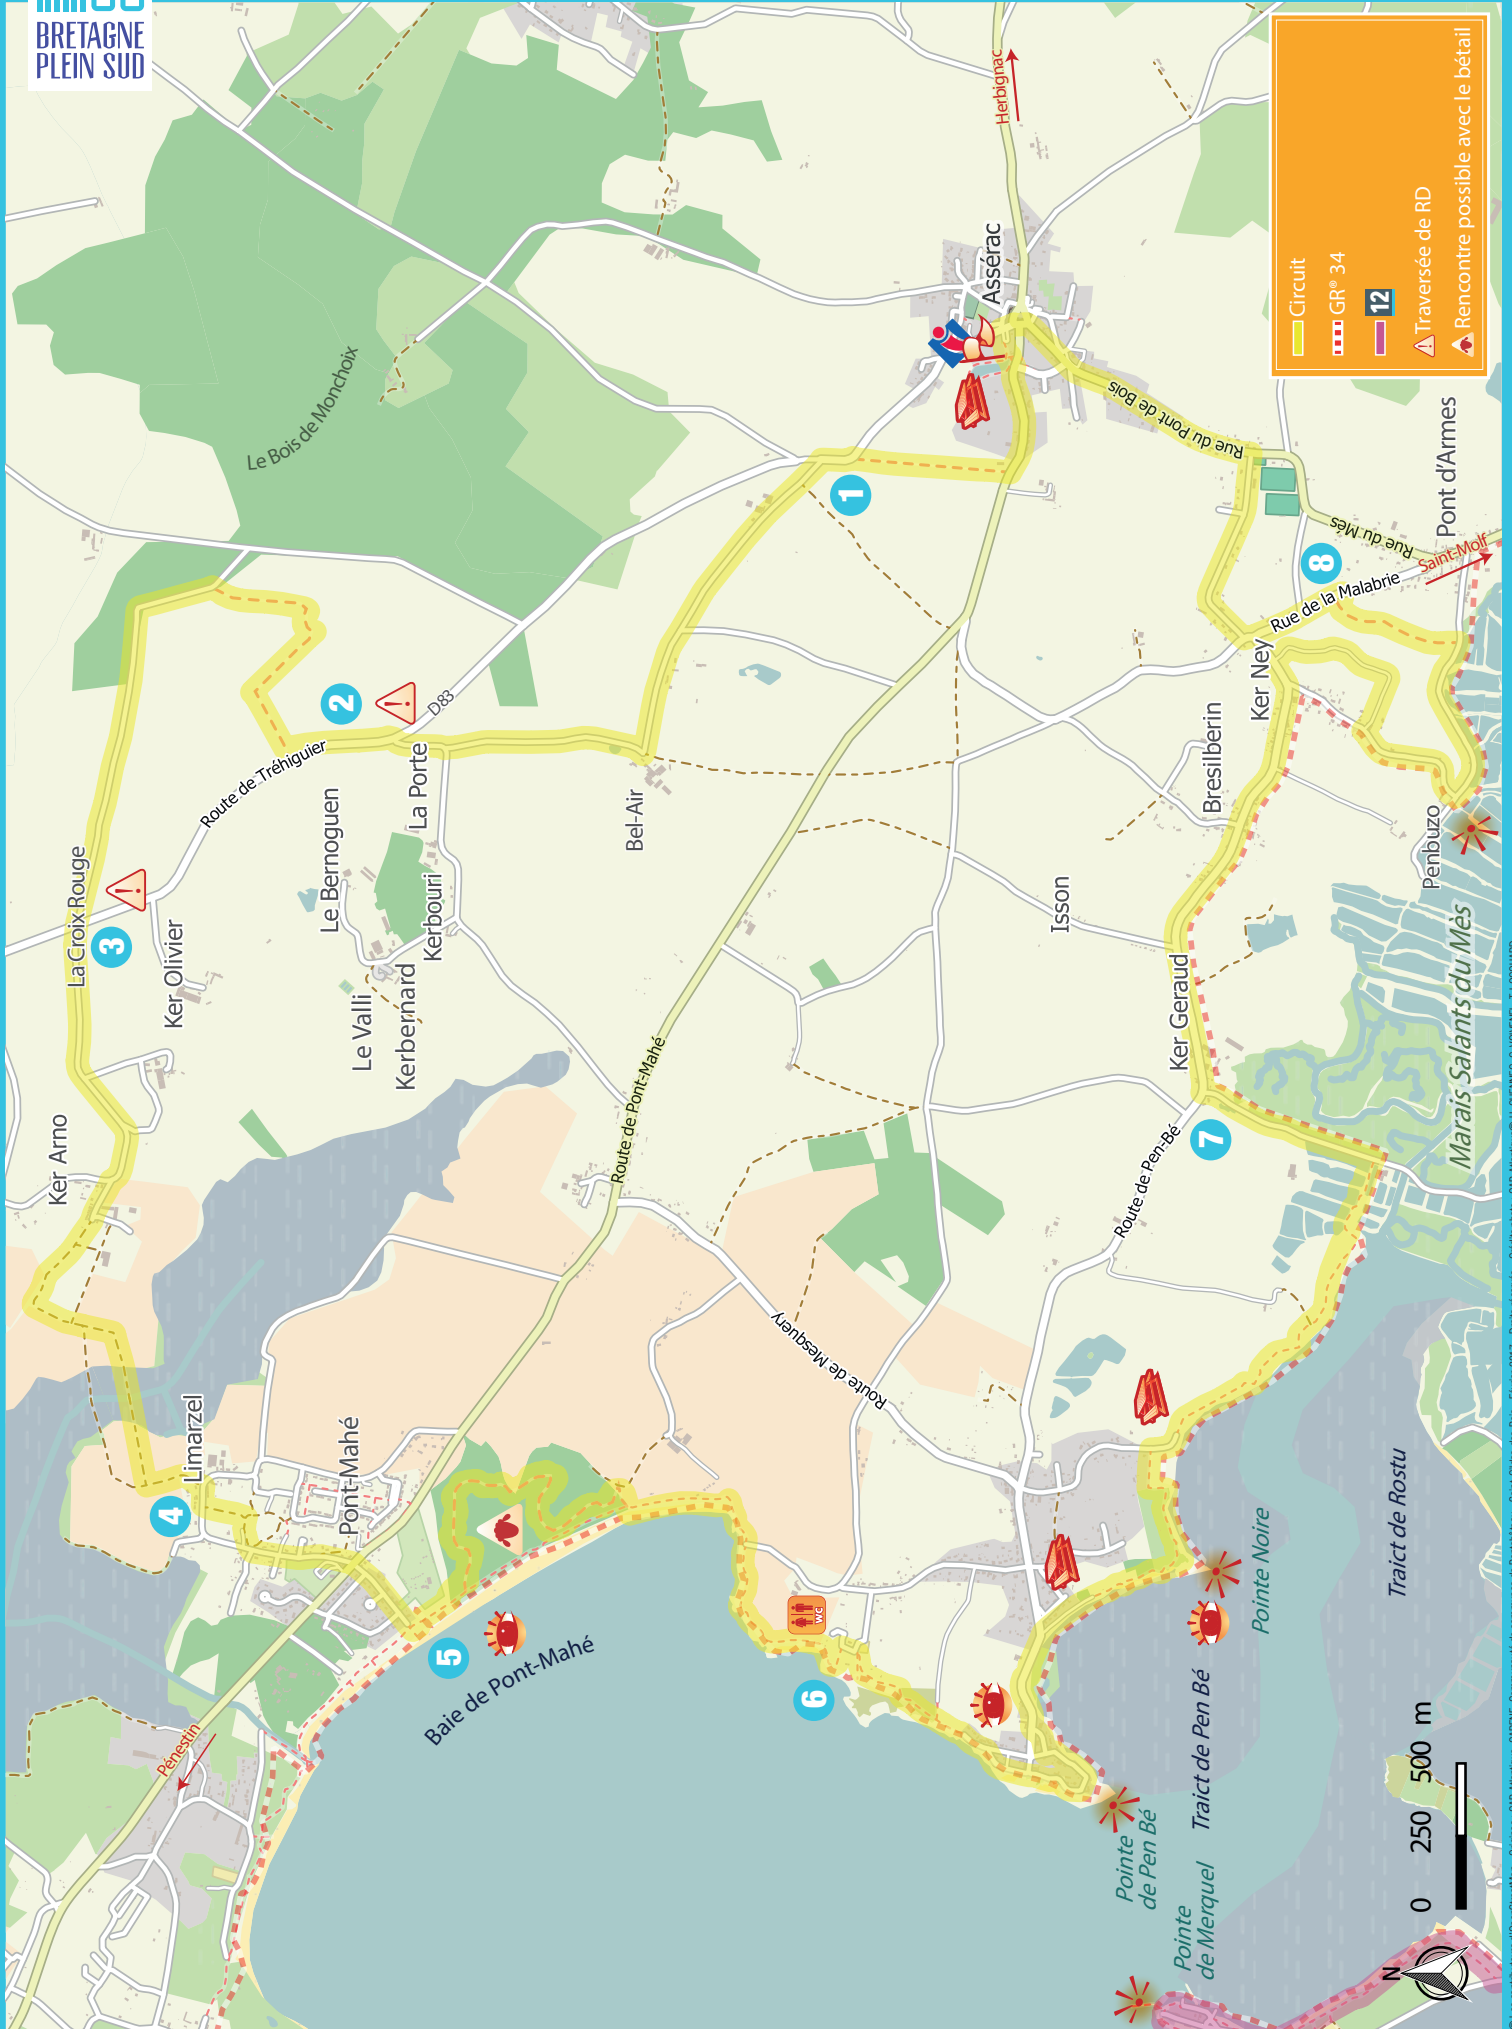 BRETAGNE
PLEIN SUD
Herbignac
Circuit
GR® 34
12
Traversée de RD
Rencontre possible avec le bétail
Le Bois de Monchoix
Assérac
Rue du Pont de Bois
1
Pont d'Armes
Rue du Mès
Saint-Molf
8
Rue de la Malabrie
Ker Ney
2
D83
La Porte
Route de Tréhiguier
Le Bernoguen
Bel-Air
Bresilberin
Penbuzo
La Croix Rouge
3
Ker Olivier
Kerbouri
Le Valli
Kerbernard
Isson
Ker Geraud
Marais Salants du Mès
Ker Arno
Route de Pont-Mahé
7
Route de Pen-Bé
Route de Mesquery
Limarzel
4
Pont-Mahé
5
Baie de Pont-Mahé
WC
6
Pointe Noire
Traict de Rostu
Traict de Pen Bé
Pénestin
Pointe
de Pen Bé
Pointe
de Merquel
0 250 500 m
N